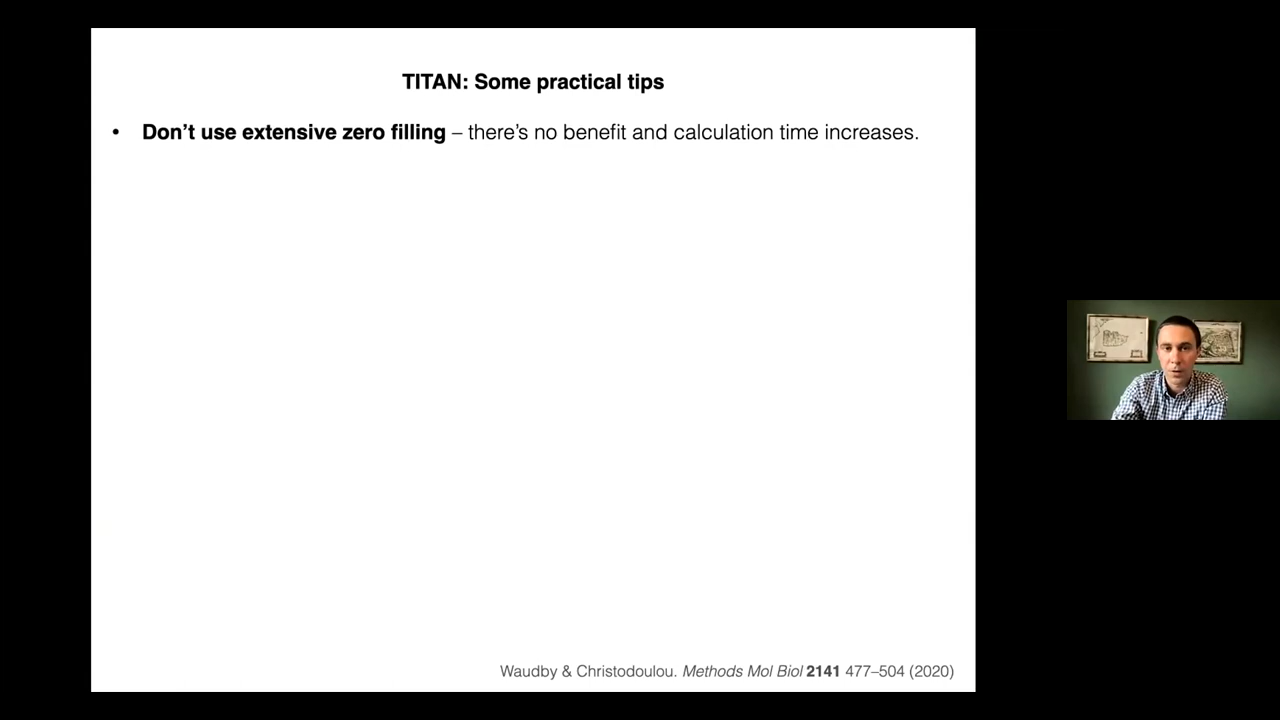 TITAN: Some practical tips
• Don’t use extensive zero filling – there’s no benefit and calculation time increases.
Waudby & Christodoulou. Methods Mol Biol 2141 477–504 (2020)